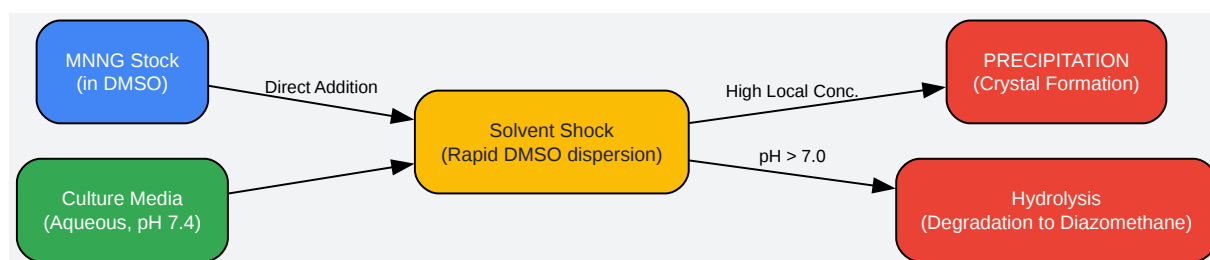 MNNG Stock
(in DMSO)
Direct Addition
Culture Media
(Aqueous, pH 7.4)
Solvent Shock
(Rapid DMSO dispersion)
High Local Conc.
pH > 7.0
PRECIPITATION
(Crystal Formation)
Hydrolysis
(Degradation to Diazomethane)